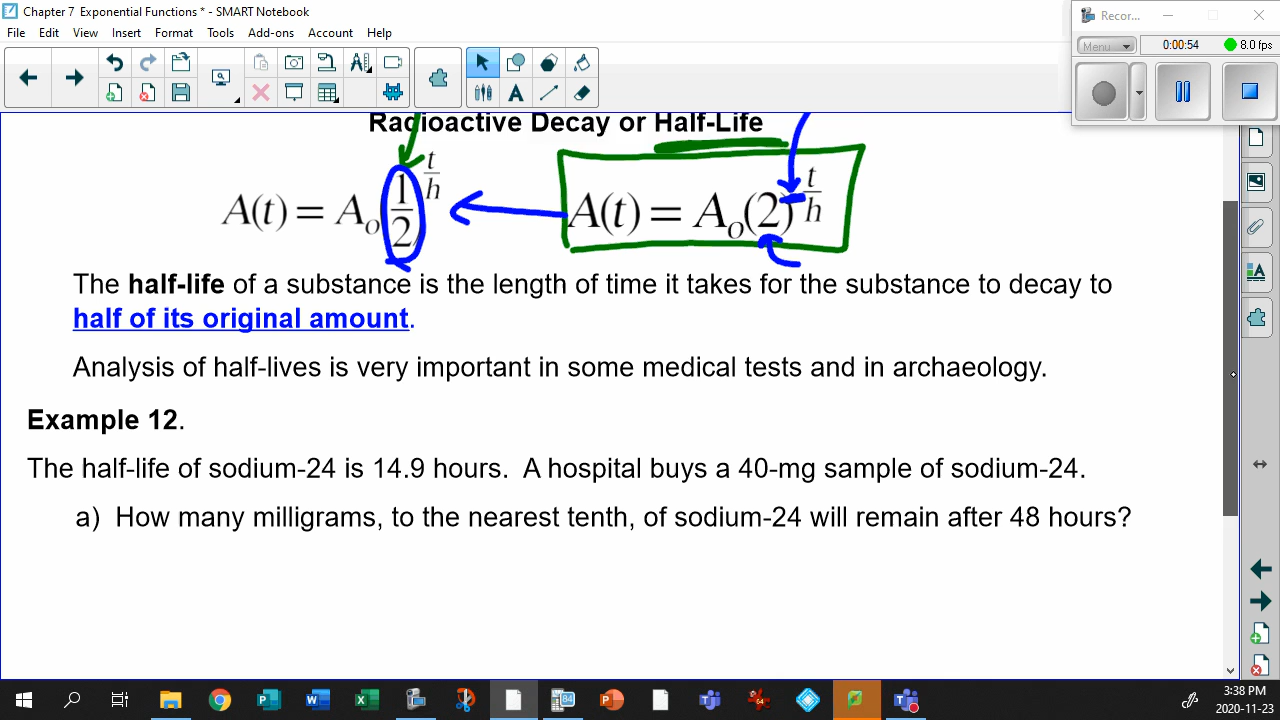 Chapter 7 Exponential Functions * - SMART Notebook
File Edit View Insert Format Tools Add-ons Account Help
Recor...
Menu
0:00:54
8.0 fps
Radioactive Decay or Half-Life
A(t) = A₀(1/2)^(t/h)
A(t) = A₀(2)^(-t/h)
The half-life of a substance is the length of time it takes for the substance to decay to
half of its original amount.
Analysis of half-lives is very important in some medical tests and in archaeology.
Example 12.
The half-life of sodium-24 is 14.9 hours. A hospital buys a 40-mg sample of sodium-24.
a) How many milligrams, to the nearest tenth, of sodium-24 will remain after 48 hours?
3:38 PM
2020-11-23